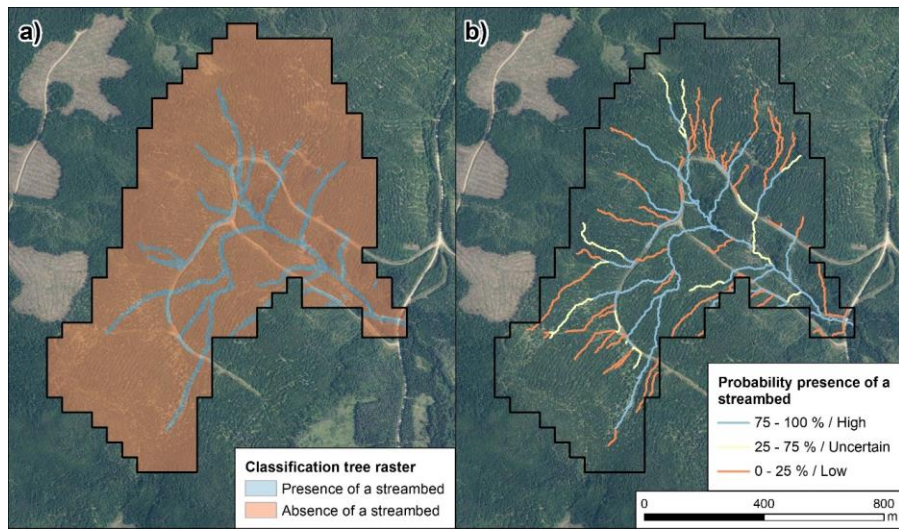 a)
Classification tree raster
Presence of a streambed
Absence of a streambed
b)
Probability presence of a
streambed
75 - 100 % / High
25 - 75 % / Uncertain
0 - 25 % / Low
0 400 800
m